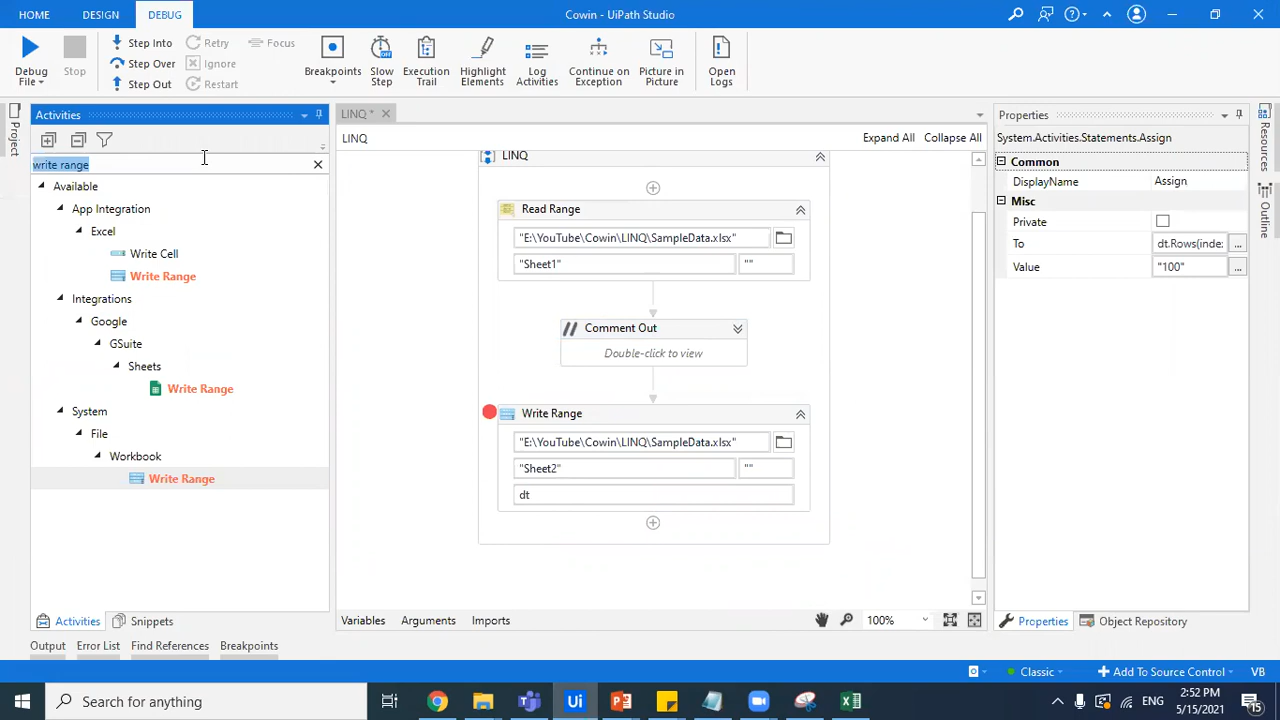 HOME
DESIGN
DEBUG
Cowin - UiPath Studio
Debug File
Stop
Step Into
Step Over
Step Out
Retry
Ignore
Restart
Focus
Breakpoints
Slow Step
Execution Trail
Highlight Elements
Log Activities
Continue on Exception
Picture in Picture
Open Logs
Project
Activities
write range
Available
App Integration
Excel
Write Cell
Write Range
Integrations
Google
GSuite
Sheets
Write Range
System
File
Workbook
Write Range
Activities
Snippets
LINQ *
LINQ
Expand All
Collapse All
LINQ
Read Range
"E:\YouTube\Cowin\LINQ\SampleData.xlsx"
"Sheet1"
""
Comment Out
Double-click to view
Write Range
"E:\YouTube\Cowin\LINQ\SampleData.xlsx"
"Sheet2"
""
dt
Variables
Arguments
Imports
100%
Properties
System.Activities.Statements.Assign
Common
DisplayName
Assign
Misc
Private
To
dt.Rows(inde:
...
Value
"100"
...
Properties
Object Repository
Resources
Outline
Output
Error List
Find References
Breakpoints
Classic
Add To Source Control
VB
Search for anything
Ui
ENG
2:52 PM
5/15/2021
15